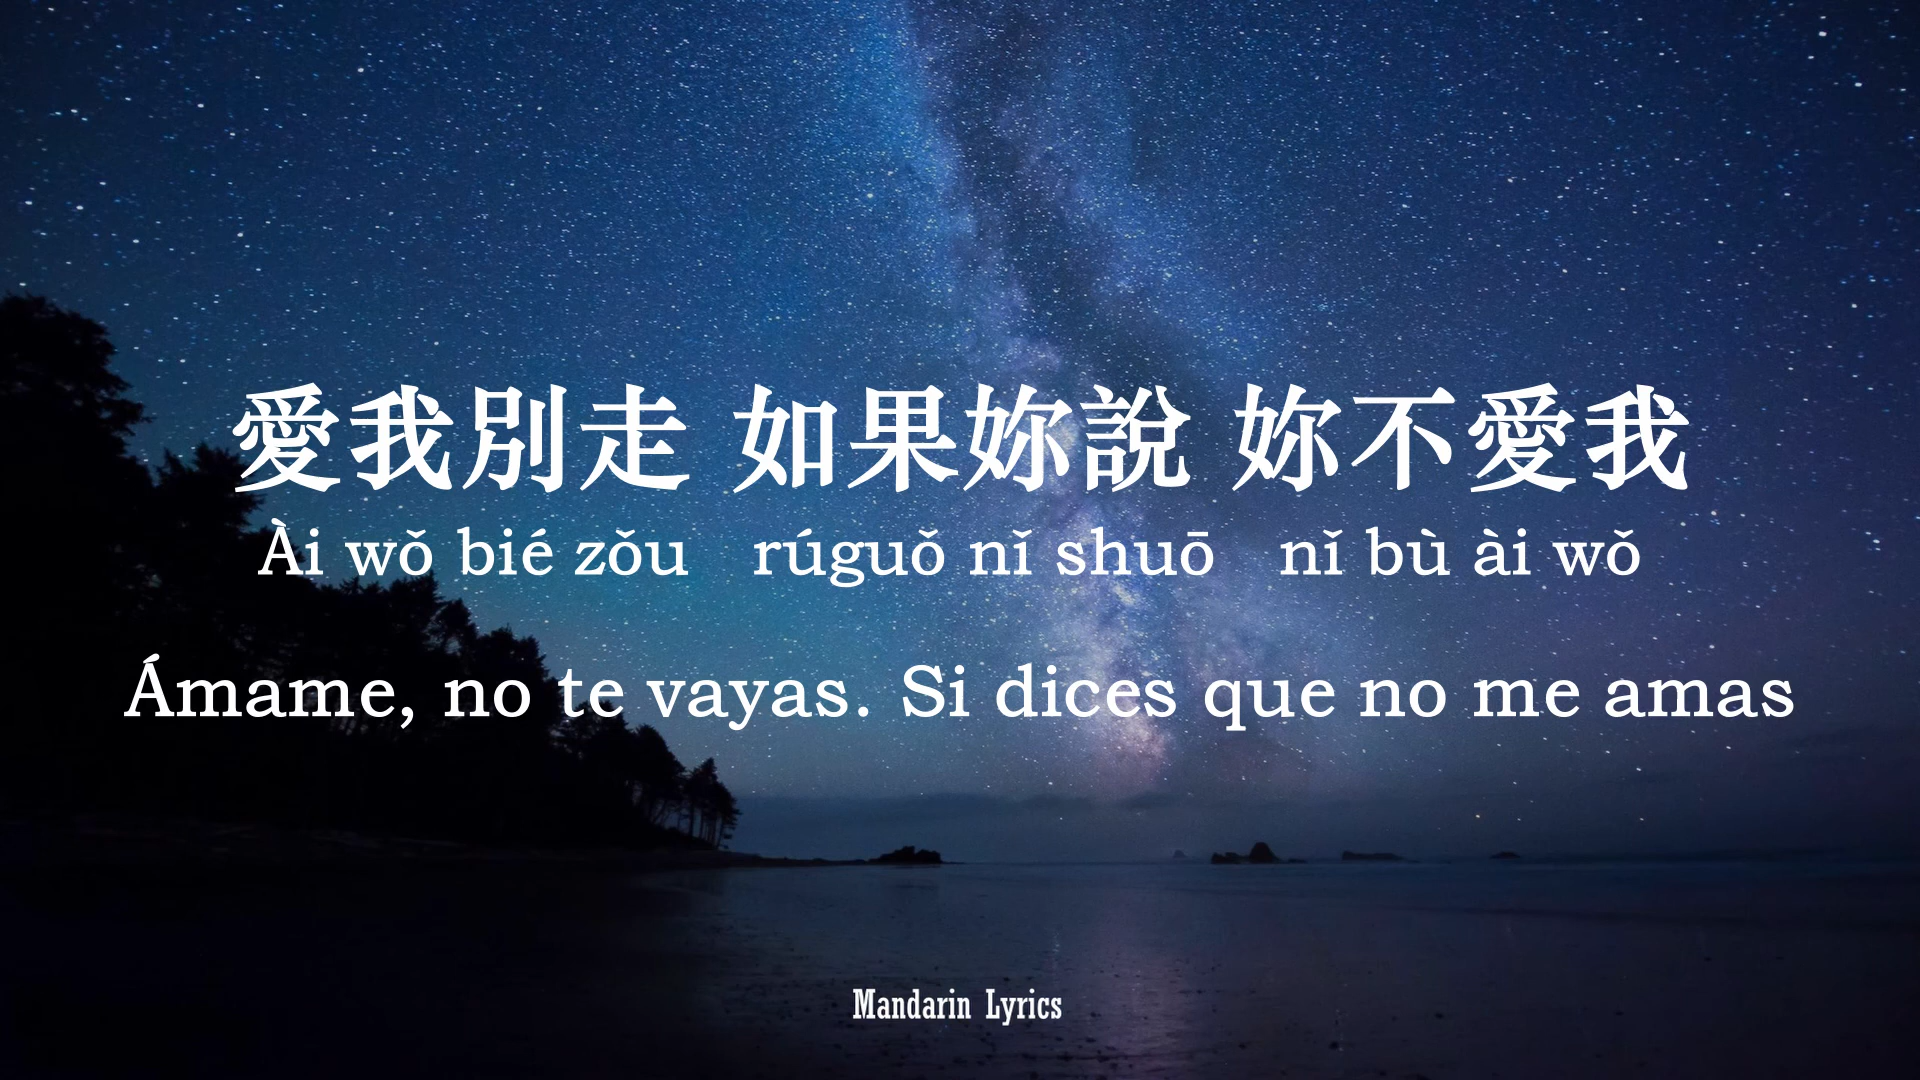 愛我別走 如果妳說 妳不愛我
Ài wǒ bié zǒu rúguǒ nǐ shuō nǐ bù ài wǒ
Ámame, no te vayas. Si dices que no me amas
Mandarin Lyrics